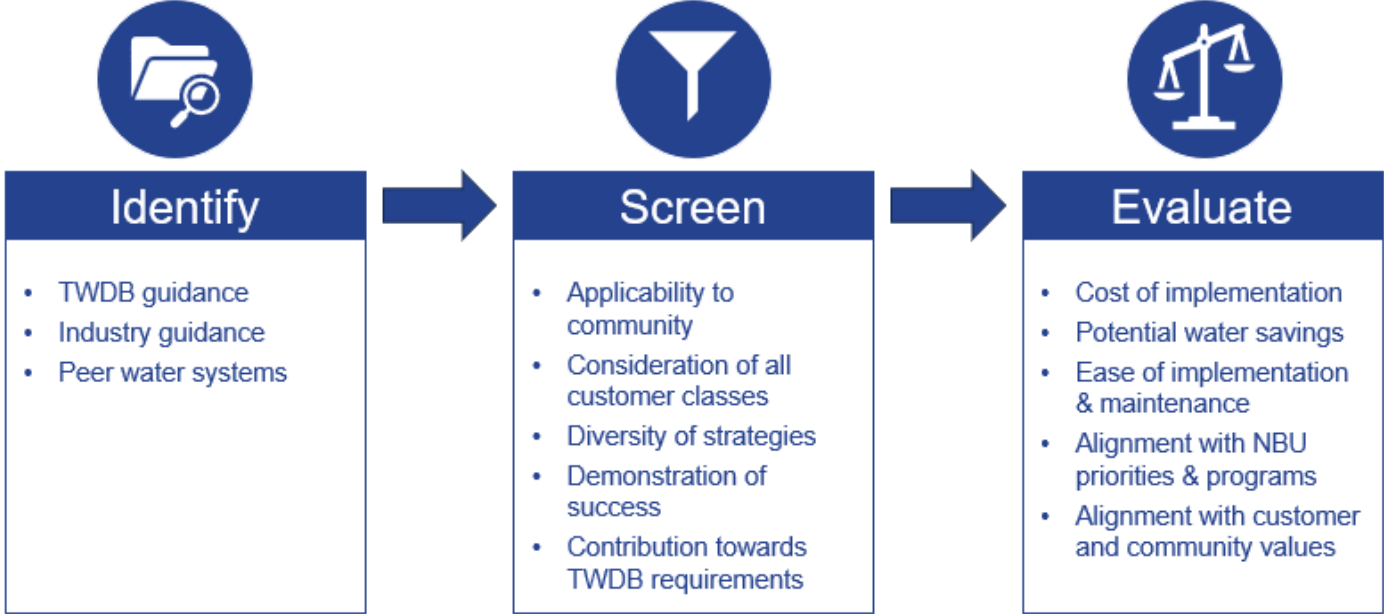 Identify
• TWDB guidance
• Industry guidance
• Peer water systems
Screen
• Applicability to
community
• Consideration of all
customer classes
• Diversity of strategies
• Demonstration of
success
• Contribution towards
TWDB requirements
Evaluate
• Cost of implementation
• Potential water savings
• Ease of implementation
& maintenance
• Alignment with NBU
priorities & programs
• Alignment with customer
and community values